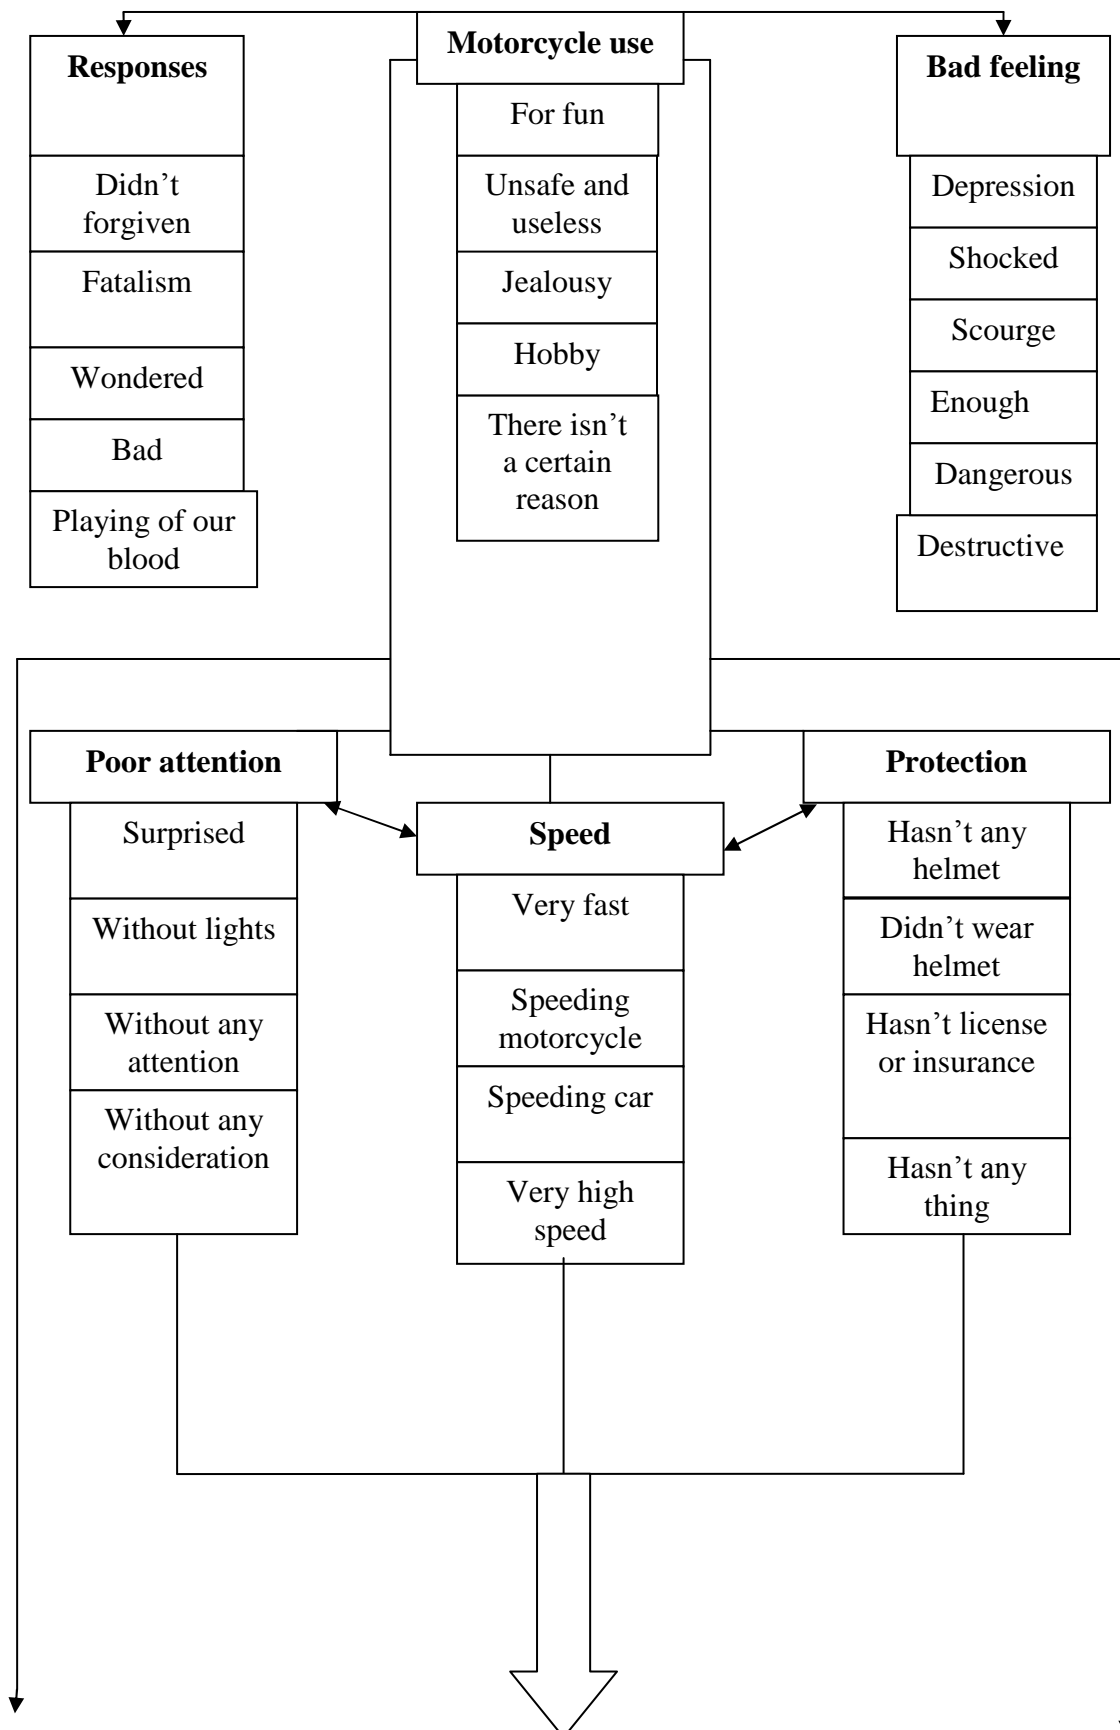 Responses
Didn’t
forgiven
Fatalism
Wondered
Bad
Playing of our
blood
Motorcycle use
For fun
Unsafe and
useless
Jealousy
Hobby
There isn’t
a certain
reason
Bad feeling
Depression
Shocked
Scourge
Enough
Dangerous
Destructive
Poor attention
Surprised
Without lights
Without any
attention
Without any
consideration
Speed
Very fast
Speeding
motorcycle
Speeding car
Very high
speed
Protection
Hasn’t any
helmet
Didn’t wear
helmet
Hasn’t license
or insurance
Hasn’t any
thing